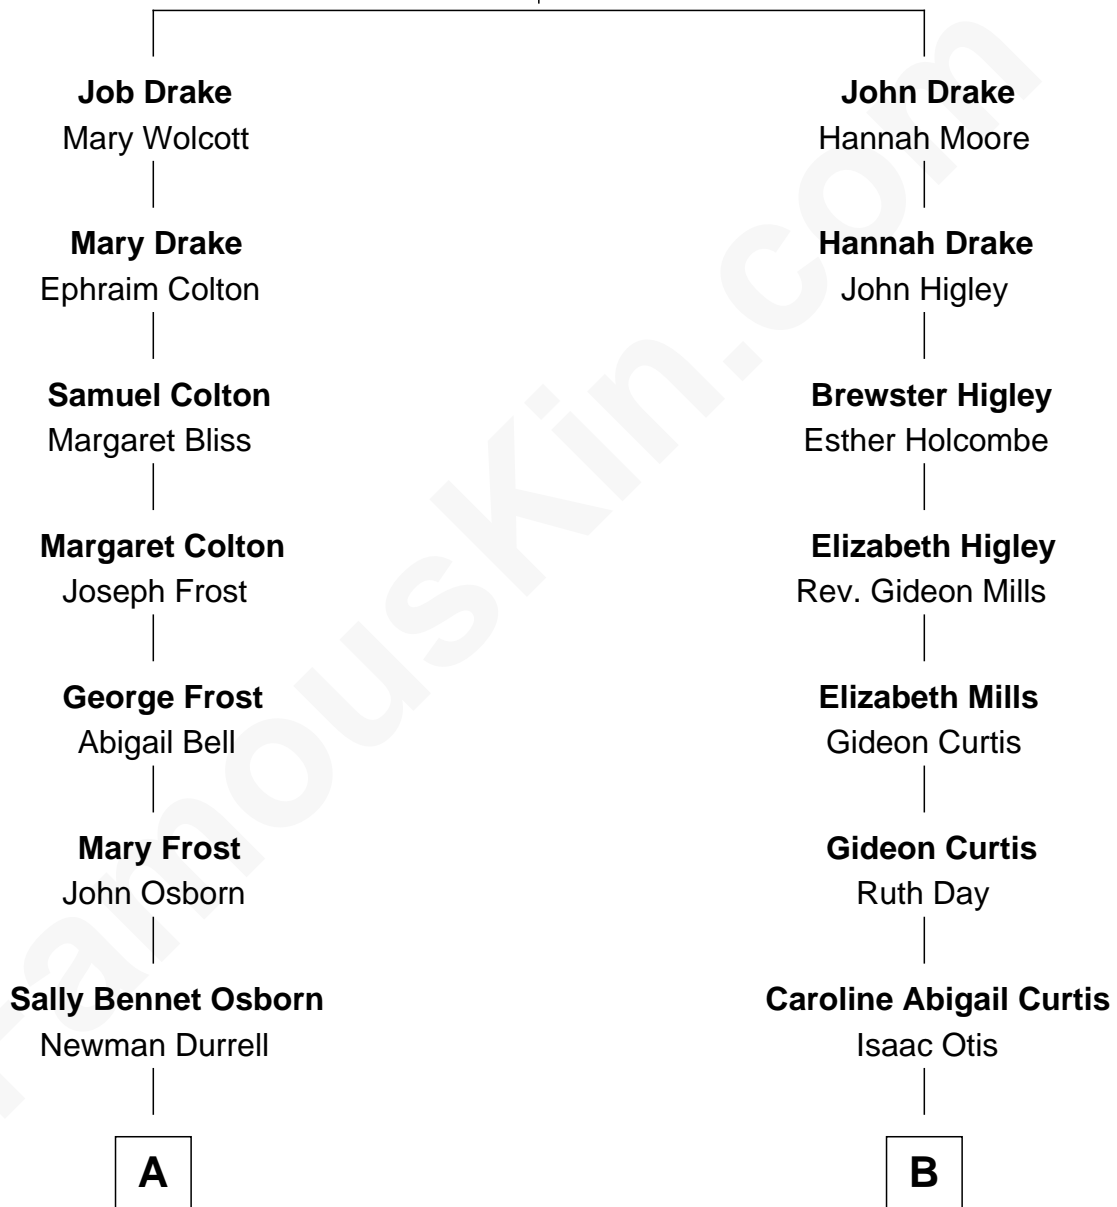 Job Drake
Mary Wolcott
John Drake
Hannah Moore
Mary Drake
Ephraim Colton
Hannah Drake
John Higley
Samuel Colton
Margaret Bliss
Brewster Higley
Esther Holcombe
Margaret Colton
Joseph Frost
Elizabeth Higley
Rev. Gideon Mills
George Frost
Abigail Bell
Elizabeth Mills
Gideon Curtis
Mary Frost
John Osborn
Gideon Curtis
Ruth Day
Sally Bennet Osborn
Newman Durrell
Caroline Abigail Curtis
Isaac Otis
A
B
FamousKin.com